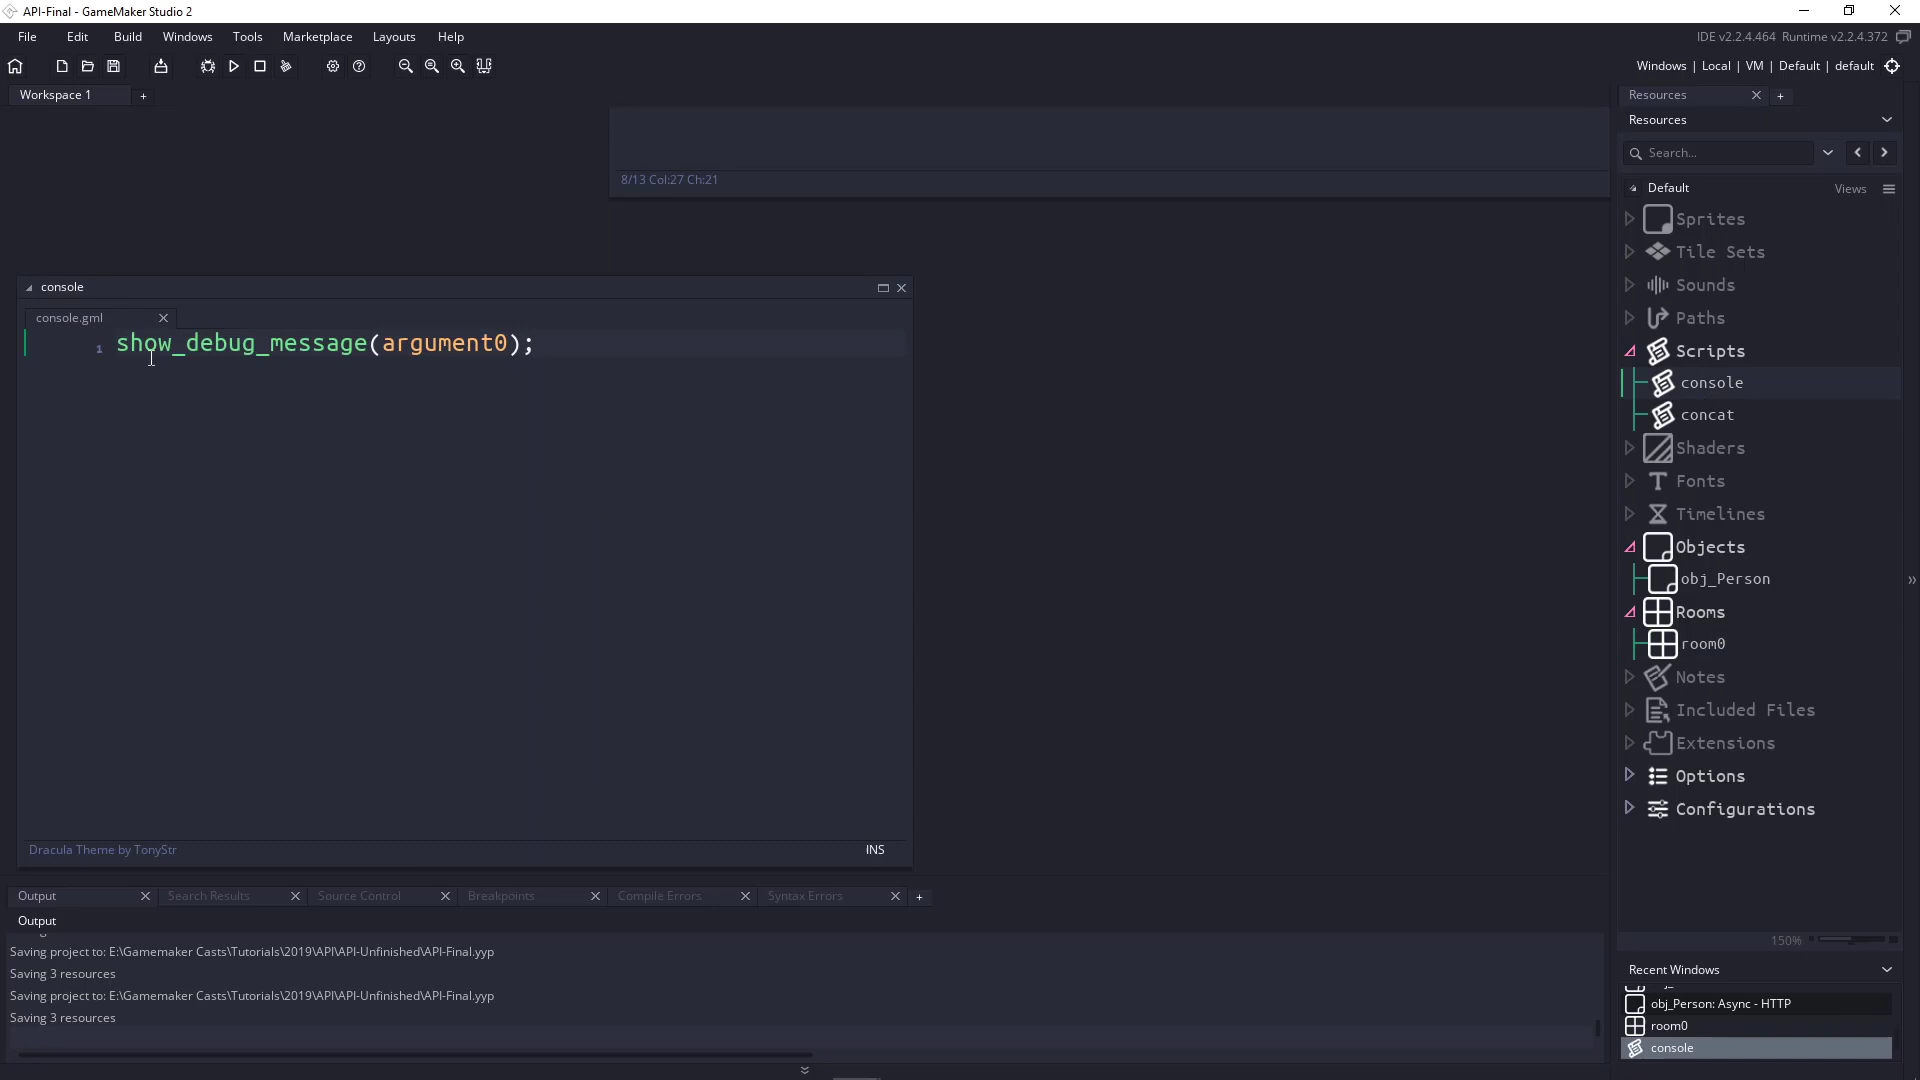 API-Final - GameMaker Studio 2
File Edit Build Windows Tools Marketplace Layouts Help
IDE v2.2.4.464 Runtime v2.2.4.372
Windows | Local | VM | Default | default
Workspace 1 +
8/13 Col:27 Ch:21
console
console.gml
1 show_debug_message(argument0);
Dracula Theme by TonyStr
INS
Output Search Results Source Control Breakpoints Compile Errors Syntax Errors +
Output
Saving project to: E:\Gamemaker Casts\Tutorials\2019\API\API-Unfinished\API-Final.yyp
Saving 3 resources
Saving project to: E:\Gamemaker Casts\Tutorials\2019\API\API-Unfinished\API-Final.yyp
Saving 3 resources
Resources +
Resources
Search...
Default Views
Sprites
Tile Sets
Sounds
Paths
Scripts
console
concat
Shaders
Fonts
Timelines
Objects
obj_Person
Rooms
room0
Notes
Included Files
Extensions
Options
Configurations
150%
Recent Windows
obj_Person: Async - HTTP
room0
console